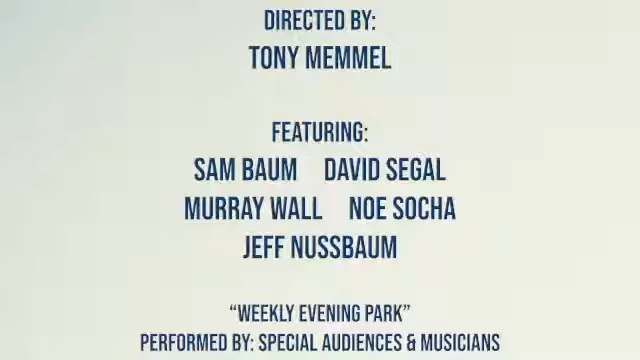 DIRECTED BY:
TONY MEMMEL
FEATURING:
SAM BAUM DAVID SEGAL
MURRAY WALL NOE SOCHA
JEFF NUSSBAUM
“WEEKLY EVENING PARK”
PERFORMED BY: SPECIAL AUDIENCES & MUSICIANS